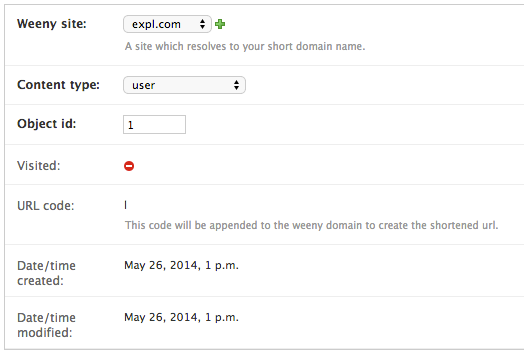 Weeny site: expl.com
A site which resolves to your short domain name.
Content type: user
Object id: 1
Visited:
URL code: l
This code will be appended to the weeny domain to create the shortened url.
Date/time May 26, 2014, 1 p.m.
created:
Date/time May 26, 2014, 1 p.m.
modified: